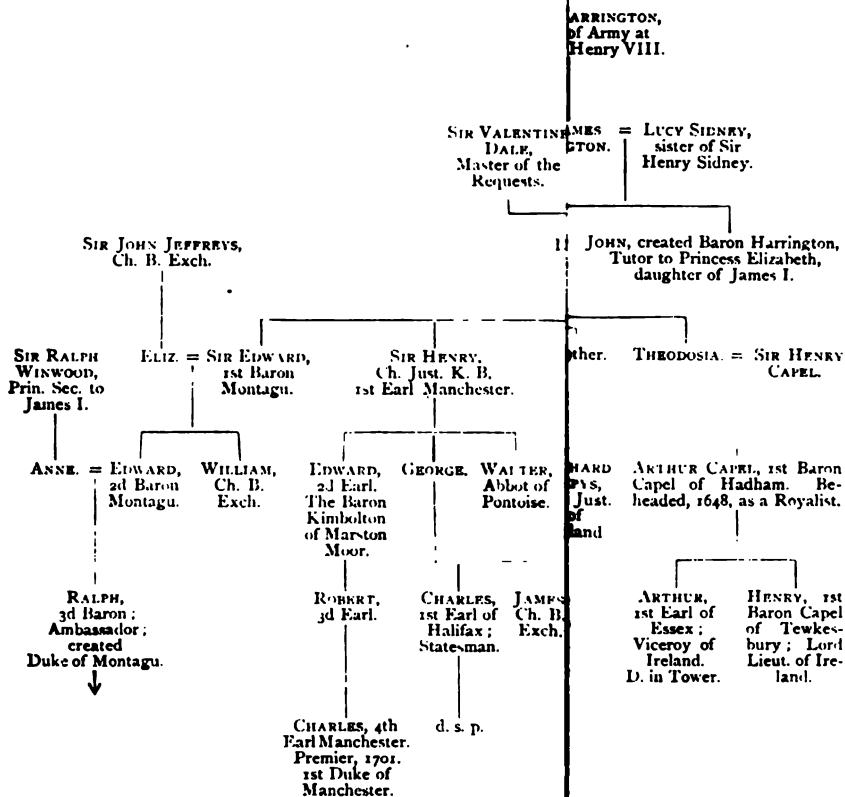 ARRINGTON,
of Army at
Henry VIII.
SIR VALENTINE
DALE,
Master of the
Requests.
AMES = LUCY SIDNEY,
GTON. sister of Sir
Henry Sidney.
SIR JOHN JEFFREYS,
Ch. B. Exch.
JOHN, created Baron Harrington,
Tutor to Princess Elizabeth,
daughter of James I.
SIR RALPH
WINWOOD,
Prin. Sec. to
James I.
ELIZ. = SIR EDWARD,
1st Baron
Montagu.
SIR HENRY,
Ch. Just. K. B.
1st Earl Manchester.
ther.
THEODOSIA. = SIR HENRY
CAPEL.
ANNE. = EDWARD,
2d Baron
Montagu.
WILLIAM,
Ch. B.
Exch.
EDWARD,
2d Earl.
The Baron
Kimbolton
of Marston
Moor.
GEORGE.
WALTER,
Abbot of
Pontoise.
HARD
PYS,
Just.
of
land
ARTHUR CAPEL, 1st Baron
Capel of Hadham. Be-
headed, 1648, as a Royalist.
RALPH,
3d Baron;
Ambassador;
created
Duke of Montagu.
ROBERT,
3d Earl.
CHARLES,
1st Earl of
Halifax;
Statesman.
JAMES
Ch. B.
Exch.
ARTHUR,
1st Earl of
Essex;
Viceroy of
Ireland.
D. in Tower.
HENRY, 1st
Baron Capel
of Tewkes-
bury; Lord
Lieut. of Ire-
land.
CHARLES, 4th
Earl Manchester.
Premier, 1701.
1st Duke of
Manchester.
d. s. p.